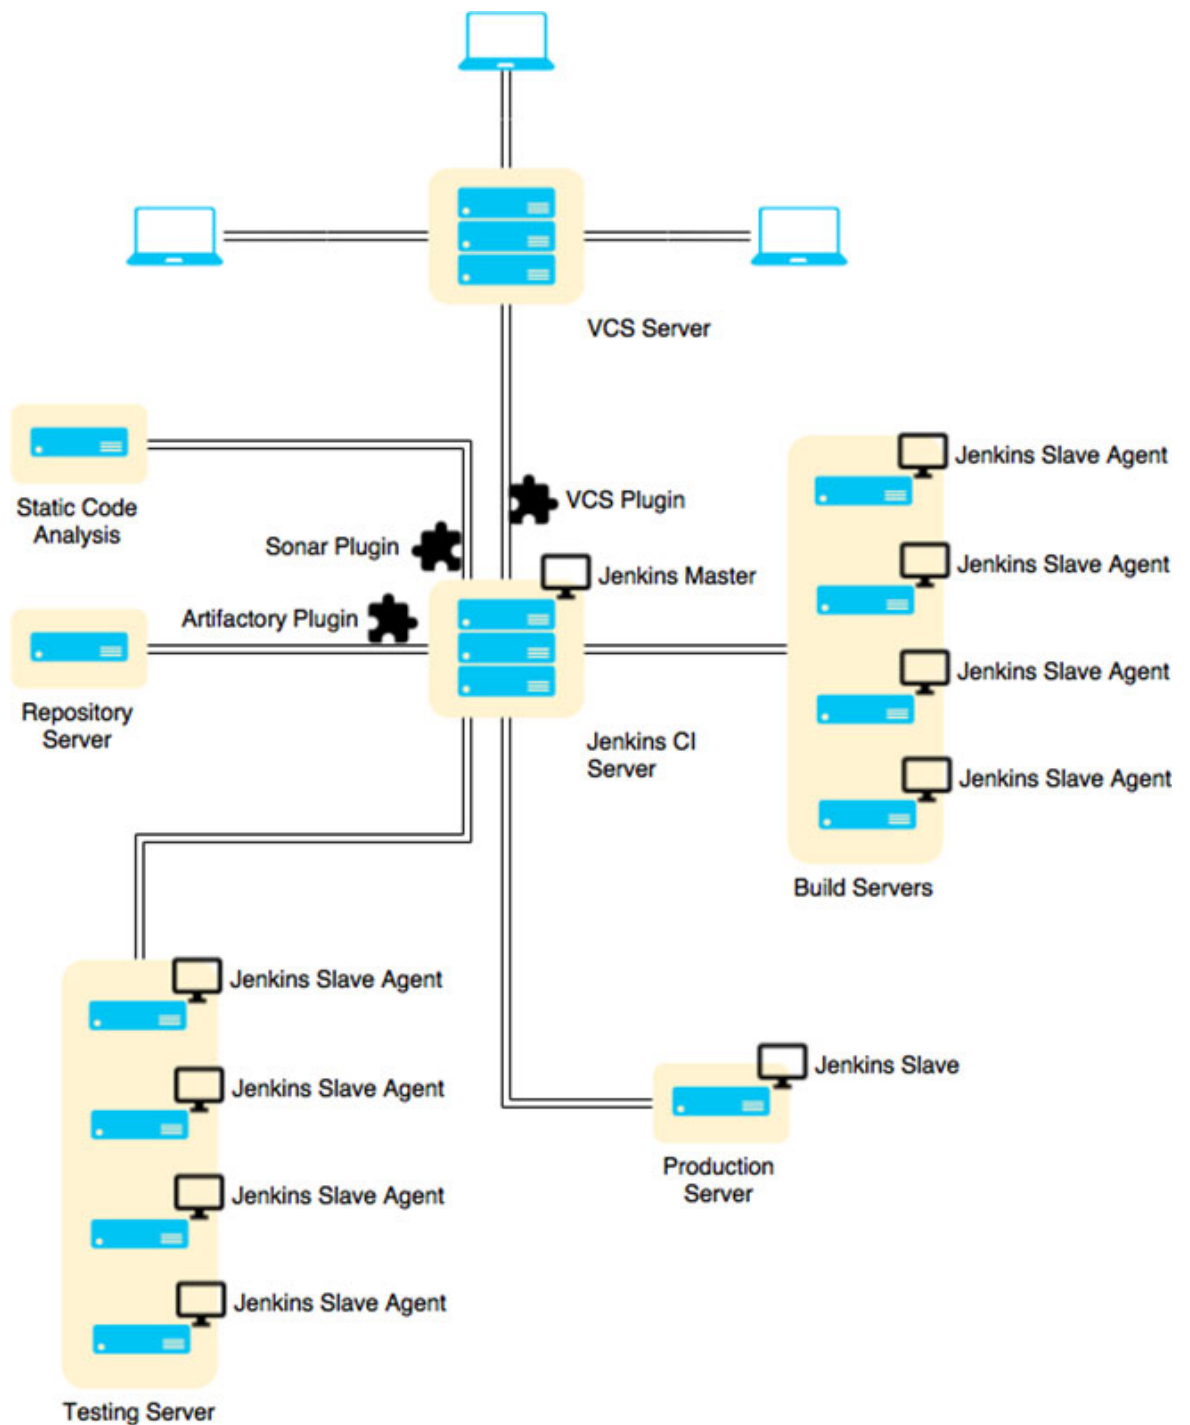 VCS Server
Static Code
Analysis
Sonar Plugin
VCS Plugin
Artifactory Plugin
Jenkins Master
Repository
Server
Jenkins CI
Server
Jenkins Slave Agent
Jenkins Slave Agent
Jenkins Slave Agent
Jenkins Slave Agent
Build Servers
Jenkins Slave Agent
Jenkins Slave Agent
Jenkins Slave Agent
Jenkins Slave Agent
Testing Server
Jenkins Slave
Production
Server